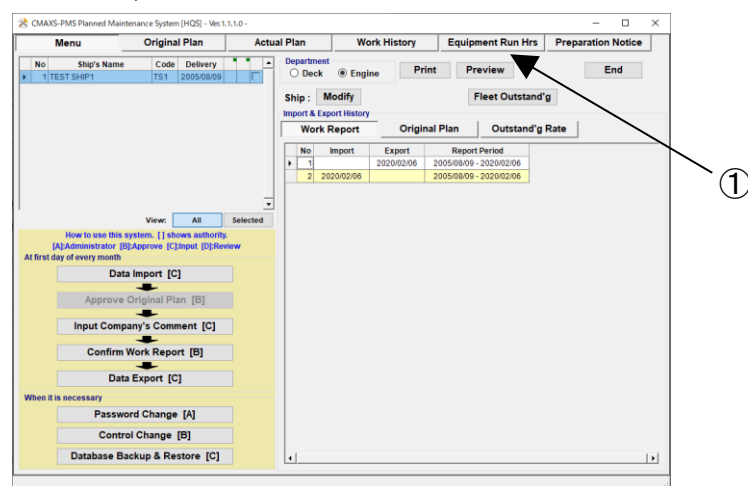 CMAXS-PMS Planned Maintenance System [HQS] - Ver.1.1.1.0 -
Menu Original Plan Actual Plan Work History Equipment Run Hrs Preparation Notice
No Ship's Name Code Delivery
1 TEST SHIP1 TS1 2005/08/09
View: All Selected
How to use this system. [ ] shows authority.
[A]:Administrator [B]:Approve [C]:Input [D]:Review
At first day of every month
Data Import [C]
Approve Original Plan [B]
Input Company's Comment [C]
Confirm Work Report [B]
Data Export [C]
When it is necessary
Password Change [A]
Control Change [B]
Database Backup & Restore [C]
Department
Deck Engine Print Preview End
Ship : Modify Fleet Outstand'g
Import & Export History
Work Report Original Plan Outstand'g Rate
No Import Export Report Period
1 2020/02/06 2005/08/09 - 2020/02/06
2 2020/02/06 2005/08/09 - 2020/02/06
①